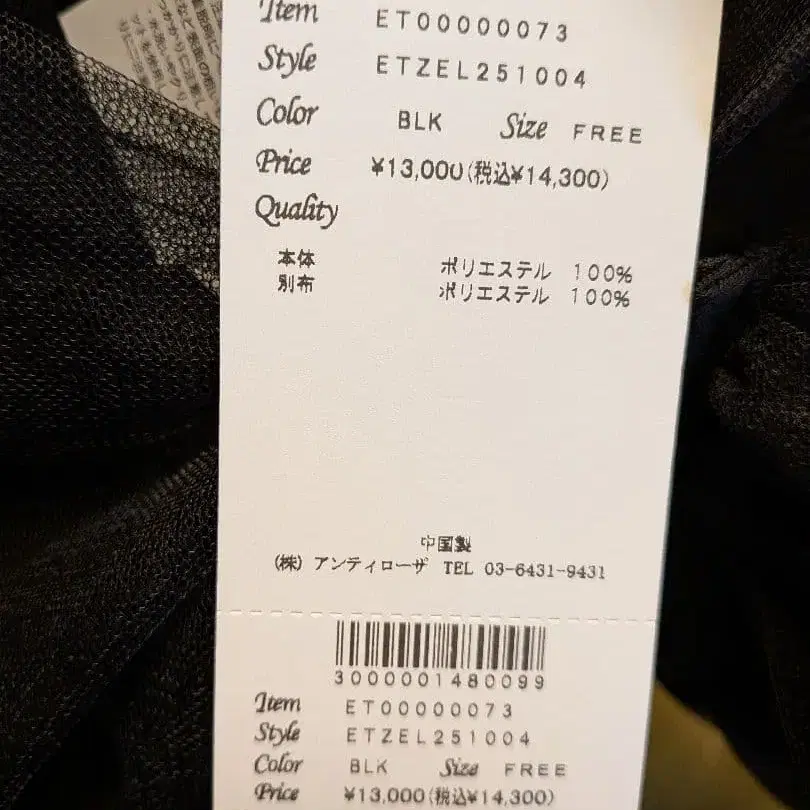 Item ET00000073
Style ETZEL251004
Color BLK Size FREE
Price ¥13,000(税込¥14,300)
Quality
本体 ポリエステル 100%
別布 ポリエステル 100%
中国製
(株) アンティローザ TEL 03-6431-9431
3000001480099
Item ET00000073
Style ETZEL251004
Color BLK Size FREE
Price ¥13,000(税込¥14,300)